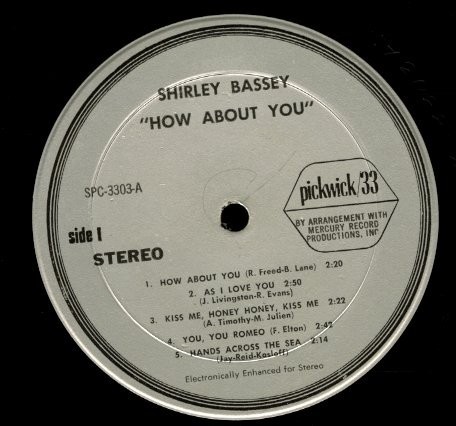 SHIRLEY BASSEY
"HOW ABOUT YOU"
SPC-3303-A
pickwick/33
BY ARRANGEMENT WITH
MERCURY RECORD
PRODUCTIONS, INC.
side I
STEREO
1. HOW ABOUT YOU (R. Freed-B. Lane) 2:20
2. AS I LOVE YOU 2:50
(J. Livingston-R. Evans)
3. KISS ME, HONEY HONEY, KISS ME 2:22
(A. Timothy-M. Julien)
4. YOU, YOU ROMEO (F. Elton) 2:42
5. HANDS ACROSS THE SEA 2:14
(Jay-Reid-Kosloff)
Electronically Enhanced for Stereo